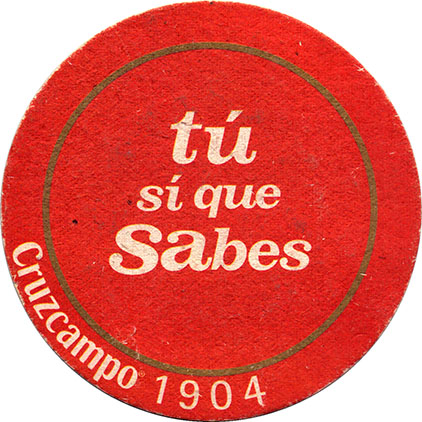 tú
sí que
Sabes
Cruzcampo® 1904